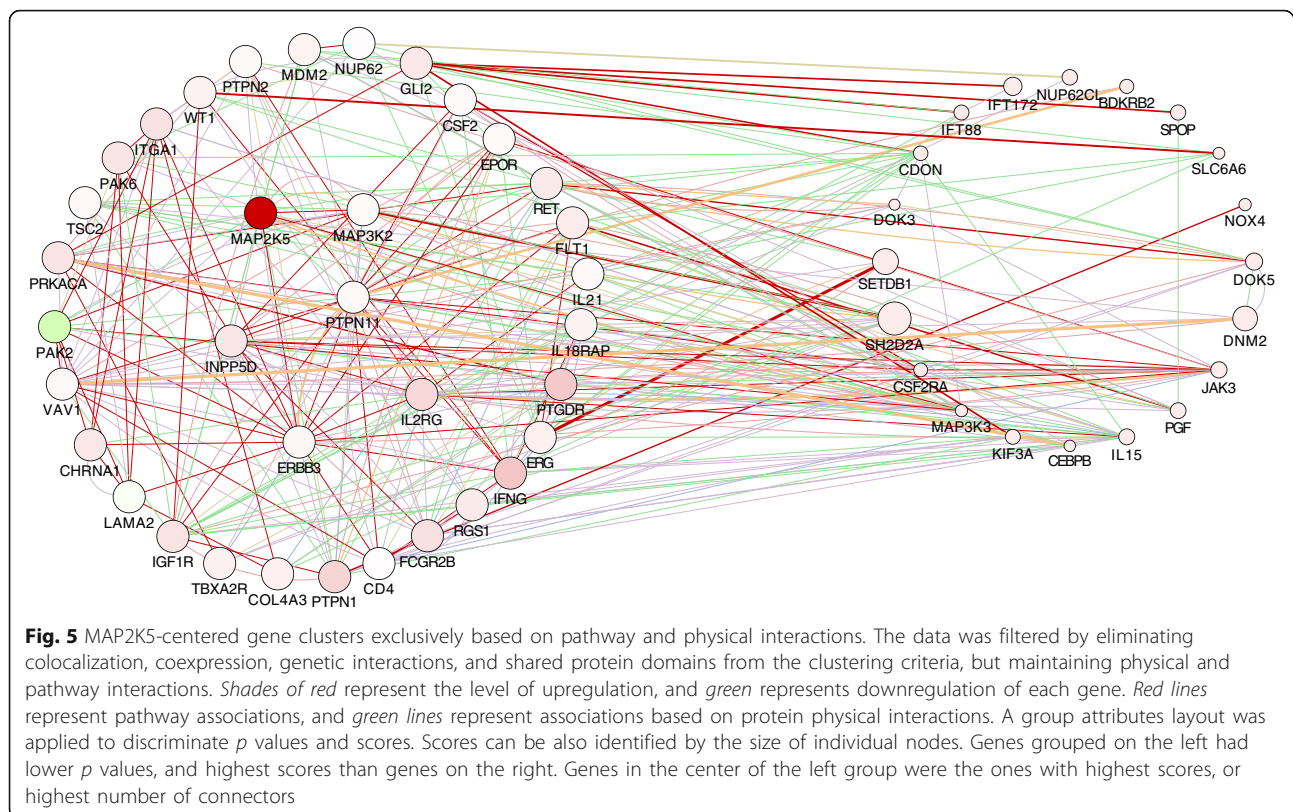 NUP62
MDM2
PTPN2
GLI2
WT1
CSF2
ITGA1
EPOR
PAK6
RET
TSC2
MAP2K5
MAP3K2
FLT1
PRKACA
IL21
PTPN11
PAK2
INPP5D
IL18RAP
VAV1
IL2RG
PTGDR
CHRNA1
ERBB3
ERG
LAMA2
IFNG
RGS1
IGF1R
FCGR2B
TBXA2R
COL4A3
PTPN1
CD4
NUP62CL
IFT172
BDKRB2
IFT88
SPOP
CDON
SLC6A6
DOK3
NOX4
SETDB1
DOK5
SH2D2A
DNM2
CSF2RA
JAK3
MAP3K3
PGF
KIF3A
CEBPB
IL15
Fig. 5 MAP2K5-centered gene clusters exclusively based on pathway and physical interactions. The data was filtered by eliminating
colocalization, coexpression, genetic interactions, and shared protein domains from the clustering criteria, but maintaining physical and
pathway interactions. Shades of red represent the level of upregulation, and green represents downregulation of each gene. Red lines
represent pathway associations, and green lines represent associations based on protein physical interactions. A group attributes layout was
applied to discriminate p values and scores. Scores can be also identified by the size of individual nodes. Genes grouped on the left had
lower p values, and highest scores than genes on the right. Genes in the center of the left group were the ones with highest scores, or
highest number of connectors